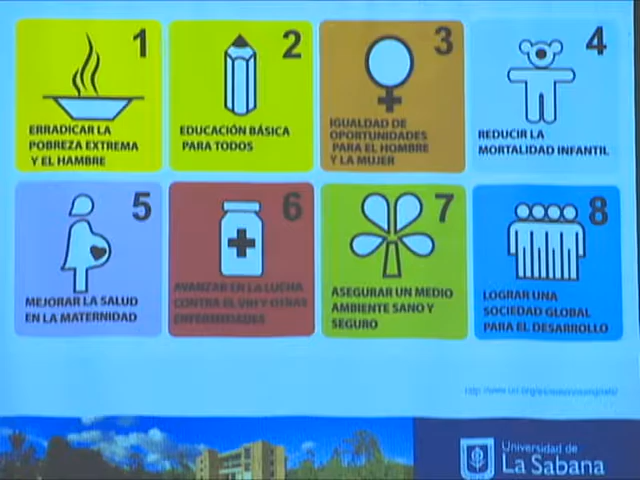 1
ERRADICAR LA
POBREZA EXTREMA
Y EL HAMBRE
2
EDUCACIÓN BÁSICA
PARA TODOS
3
IGUALDAD DE
OPORTUNIDADES
PARA EL HOMBRE
Y LA MUJER
4
REDUCIR LA
MORTALIDAD INFANTIL
5
MEJORAR LA SALUD
EN LA MATERNIDAD
6
AVANZAR EN LA LUCHA
CONTRA EL VIH Y OTRAS
ENFERMEDADES
7
ASEGURAR UN MEDIO
AMBIENTE SANO Y
SEGURO
8
LOGRAR UNA
SOCIEDAD GLOBAL
PARA EL DESARROLLO
Universidad de
La Sabana